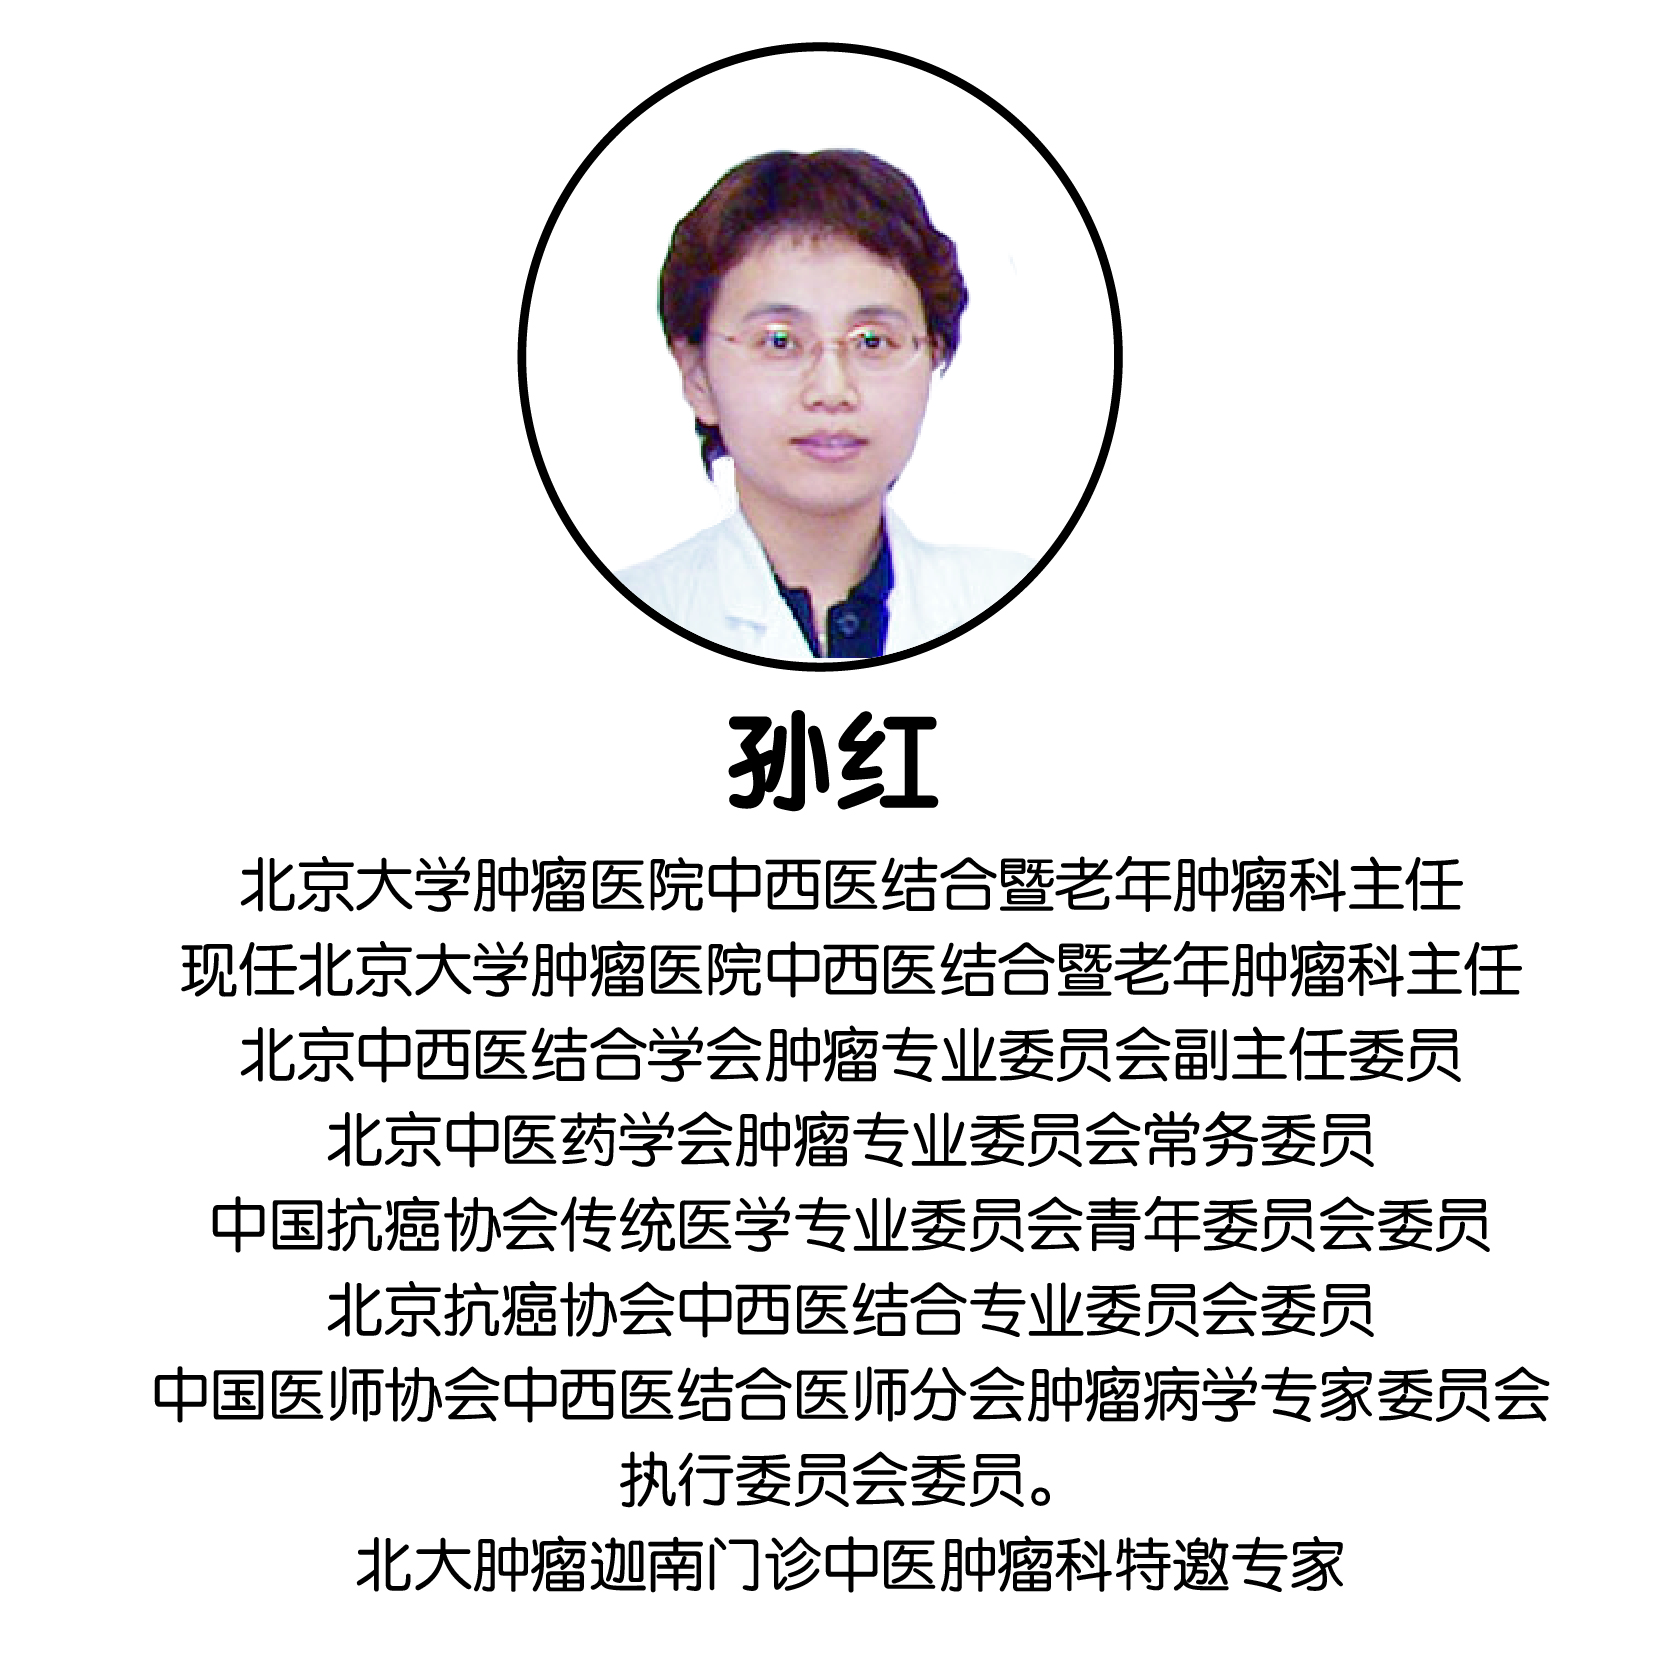 孙红
北京大学肿瘤医院中西医结合暨老年肿瘤科主任
现任北京大学肿瘤医院中西医结合暨老年肿瘤科主任
北京中西医结合学会肿瘤专业委员会副主任委员
北京中医药学会肿瘤专业委员会常务委员
中国抗癌协会传统医学专业委员会青年委员会委员
北京抗癌协会中西医结合专业委员会委员
中国医师协会中西医结合医师分会肿瘤病学专家委员会
执行委员会委员。
北大肿瘤迦南门诊中医肿瘤科特邀专家